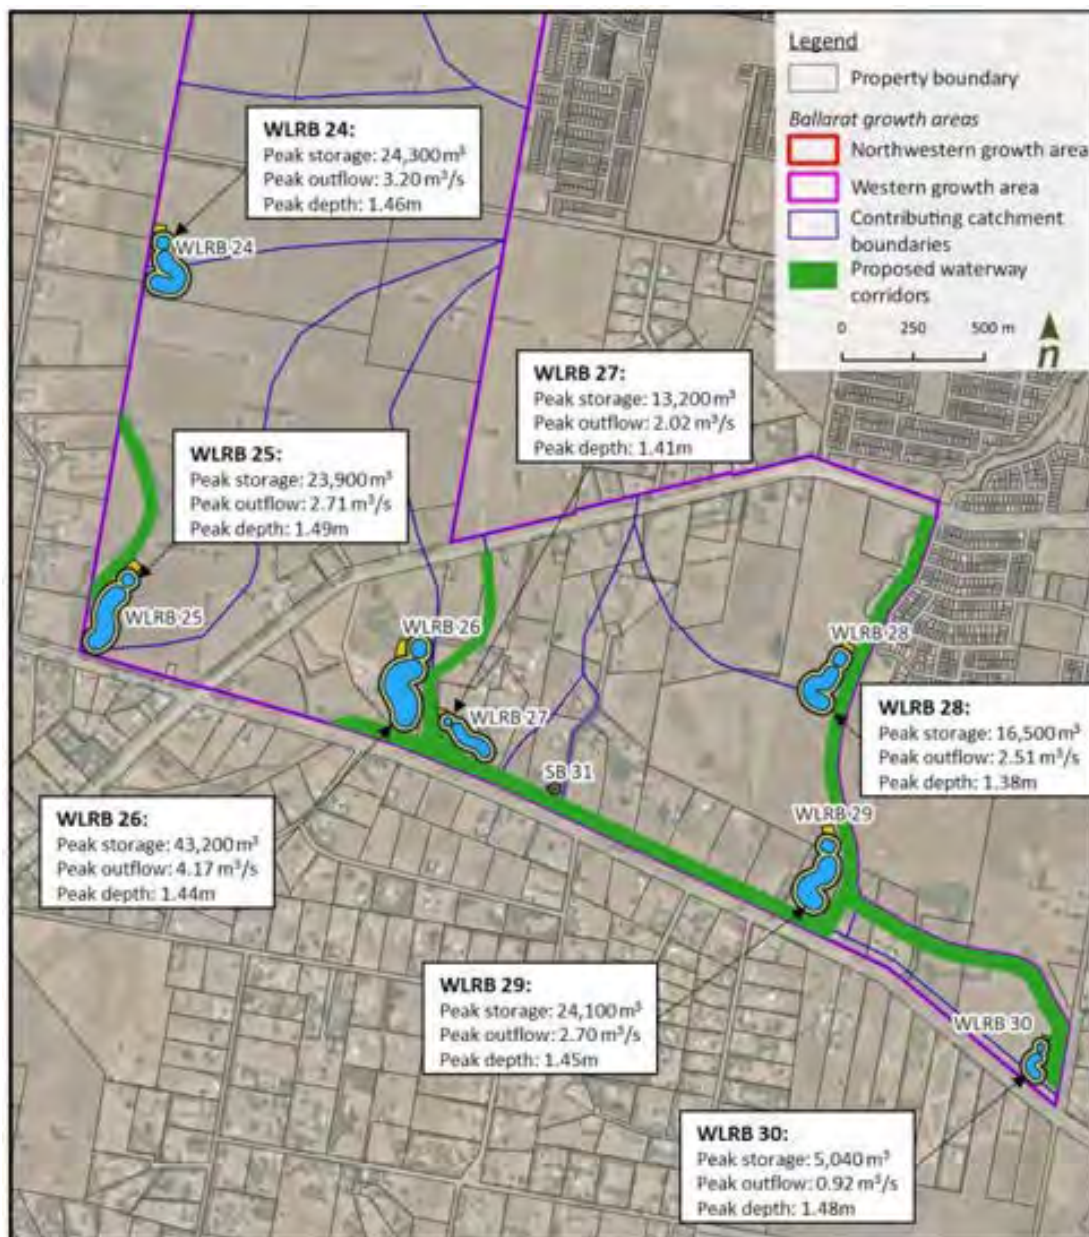 Legend
Property boundary
Ballarat growth areas
Northwestern growth area
Western growth area
Contributing catchment
boundaries
Proposed waterway
corridors
0 250 500 m
n
WLRB 24:
Peak storage: 24,300 m³
Peak outflow: 3.20 m³/s
Peak depth: 1.46m
WLRB 24
WLRB 27:
Peak storage: 13,200 m³
Peak outflow: 2.02 m³/s
Peak depth: 1.41m
WLRB 25:
Peak storage: 23,900 m³
Peak outflow: 2.71 m³/s
Peak depth: 1.49m
WLRB 25
WLRB 26
WLRB 28
WLRB 27
WLRB 28:
Peak storage: 16,500 m³
Peak outflow: 2.51 m³/s
Peak depth: 1.38m
SB 31
WLRB 29
WLRB 26:
Peak storage: 43,200 m³
Peak outflow: 4.17 m³/s
Peak depth: 1.44m
WLRB 29:
Peak storage: 24,100 m³
Peak outflow: 2.70 m³/s
Peak depth: 1.45m
WLRB 30
WLRB 30:
Peak storage: 5,040 m³
Peak outflow: 0.92 m³/s
Peak depth: 1.48m